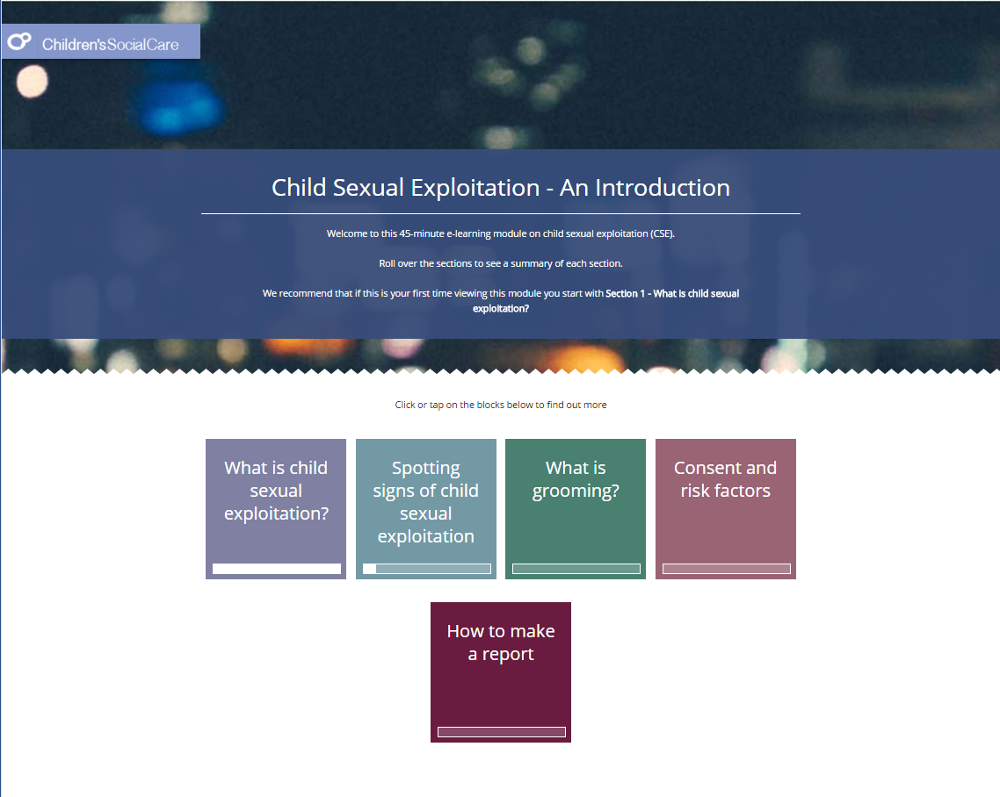 Children'sSocialCare
Child Sexual Exploitation - An Introduction
Welcome to this 45-minute e-learning module on child sexual exploitation (CSE).
Roll over the sections to see a summary of each section.
We recommend that if this is your first time viewing this module you start with Section 1 - What is child sexual
exploitation?
Click or tap on the blocks below to find out more
What is child
sexual
exploitation?
Spotting
signs of child
sexual
exploitation
What is
grooming?
Consent and
risk factors
How to make
a report